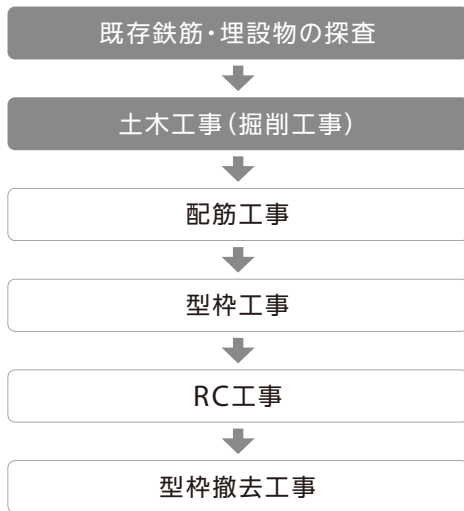 既存鉄筋・埋設物の探査
土木工事(掘削工事)
配筋工事
型枠工事
RC工事
型枠撤去工事